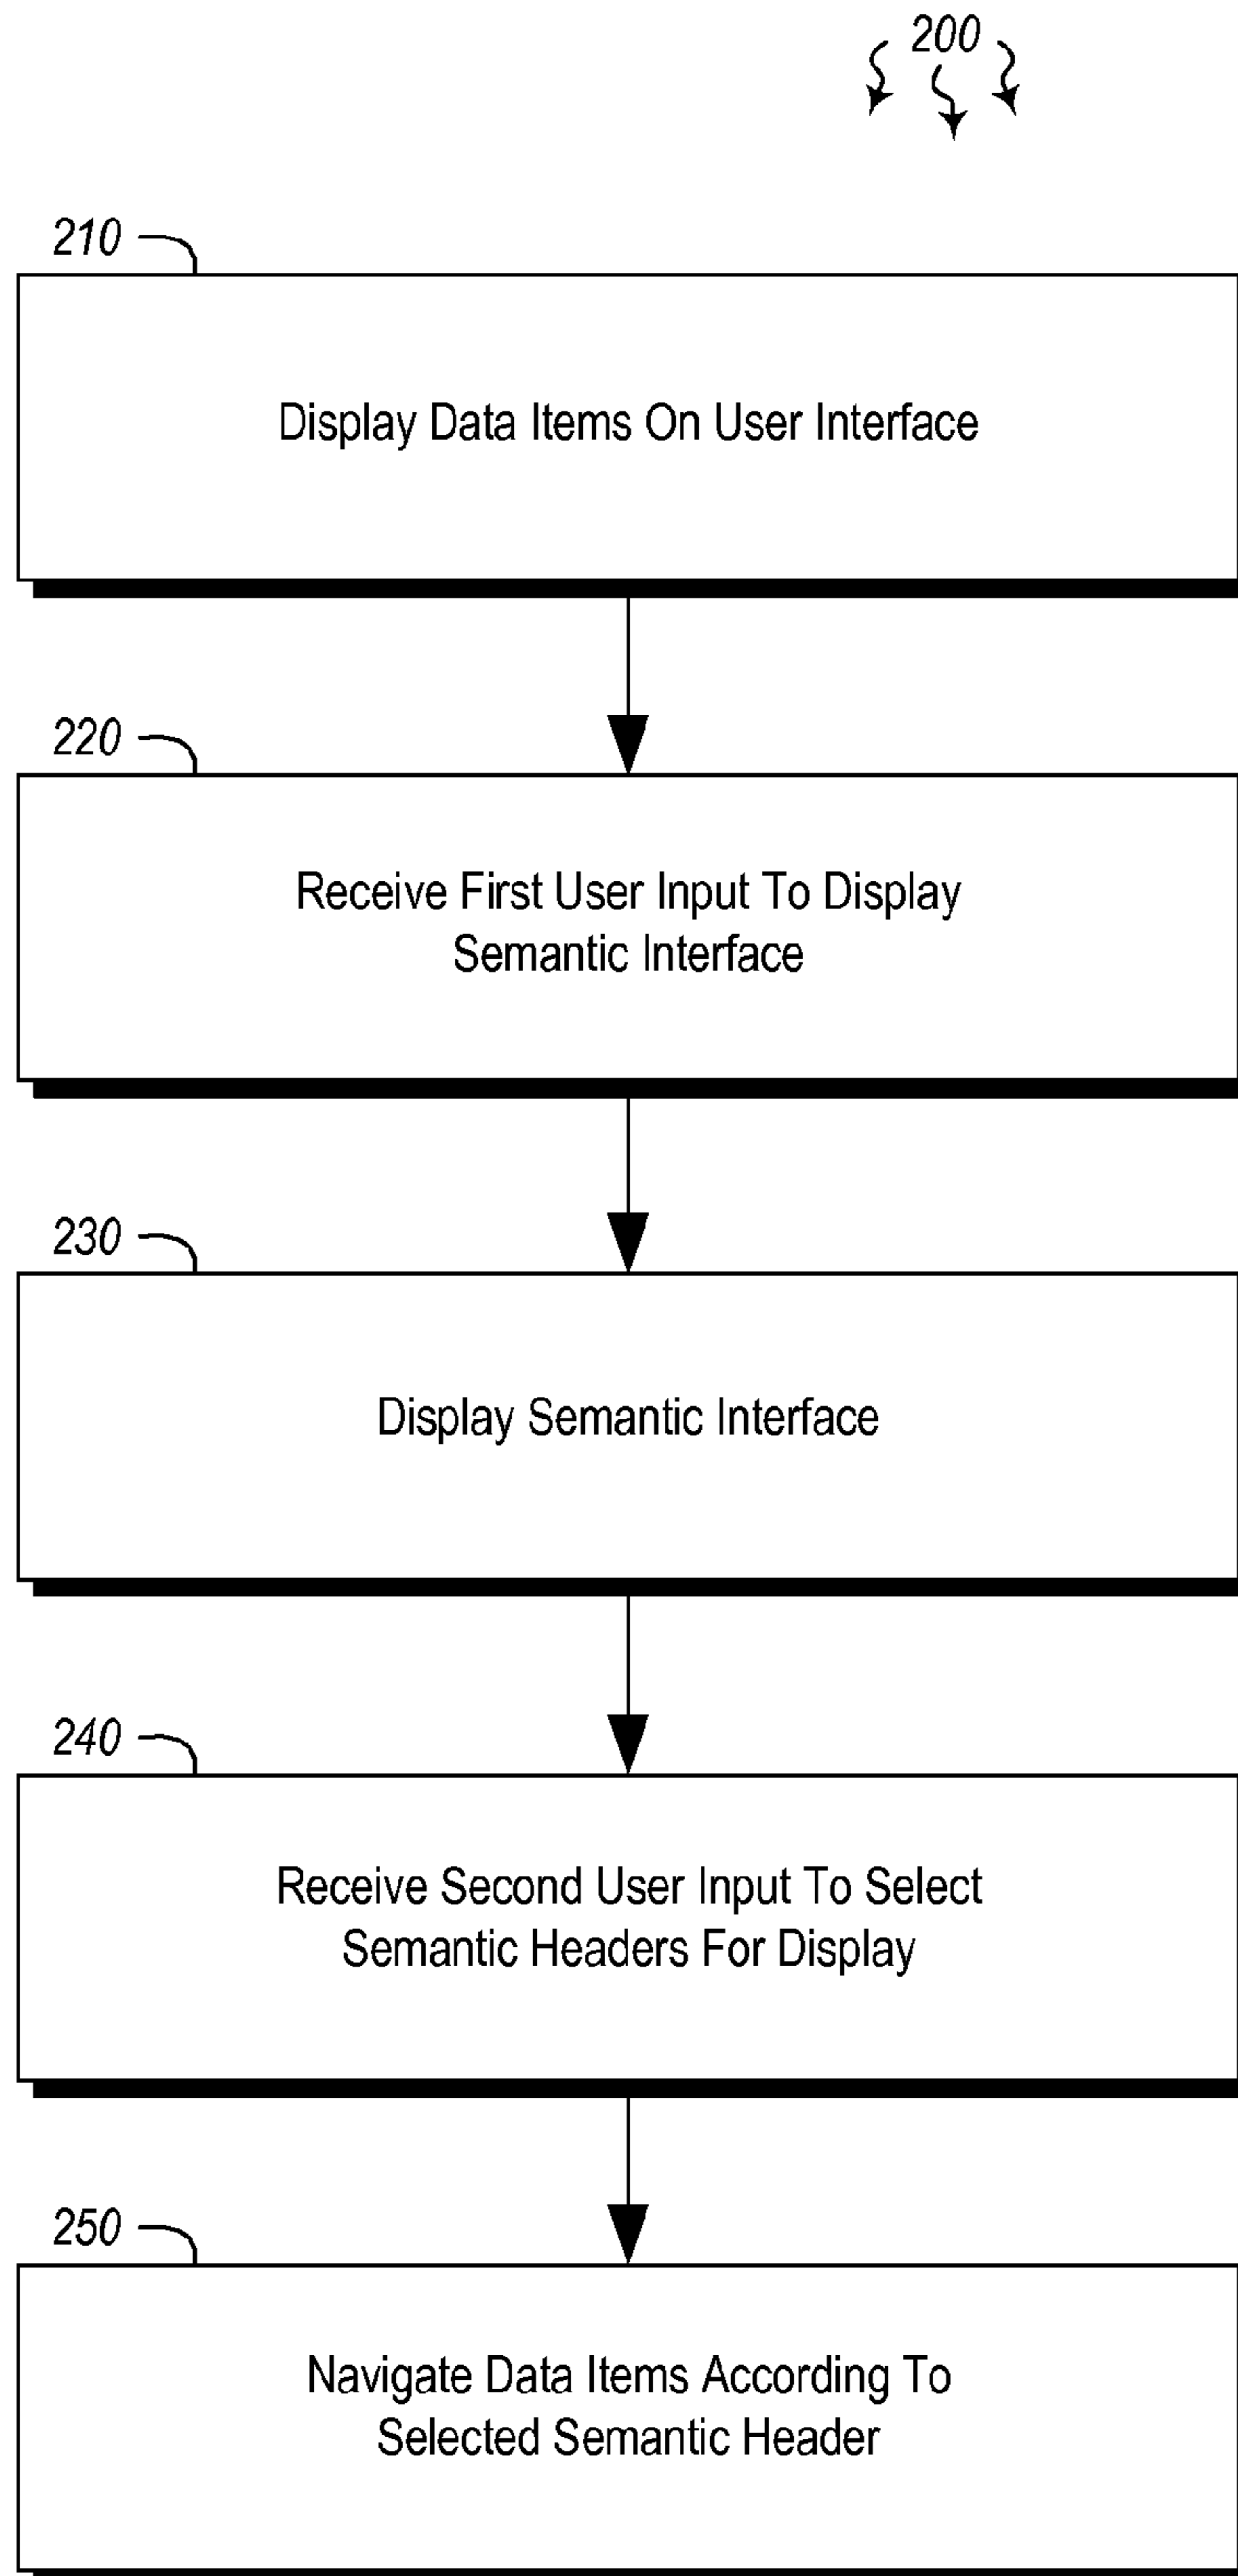 200
210
Display Data Items On User Interface
220
Receive First User Input To Display
Semantic Interface
230
Display Semantic Interface
240
Receive Second User Input To Select
Semantic Headers For Display
250
Navigate Data Items According To
Selected Semantic Header